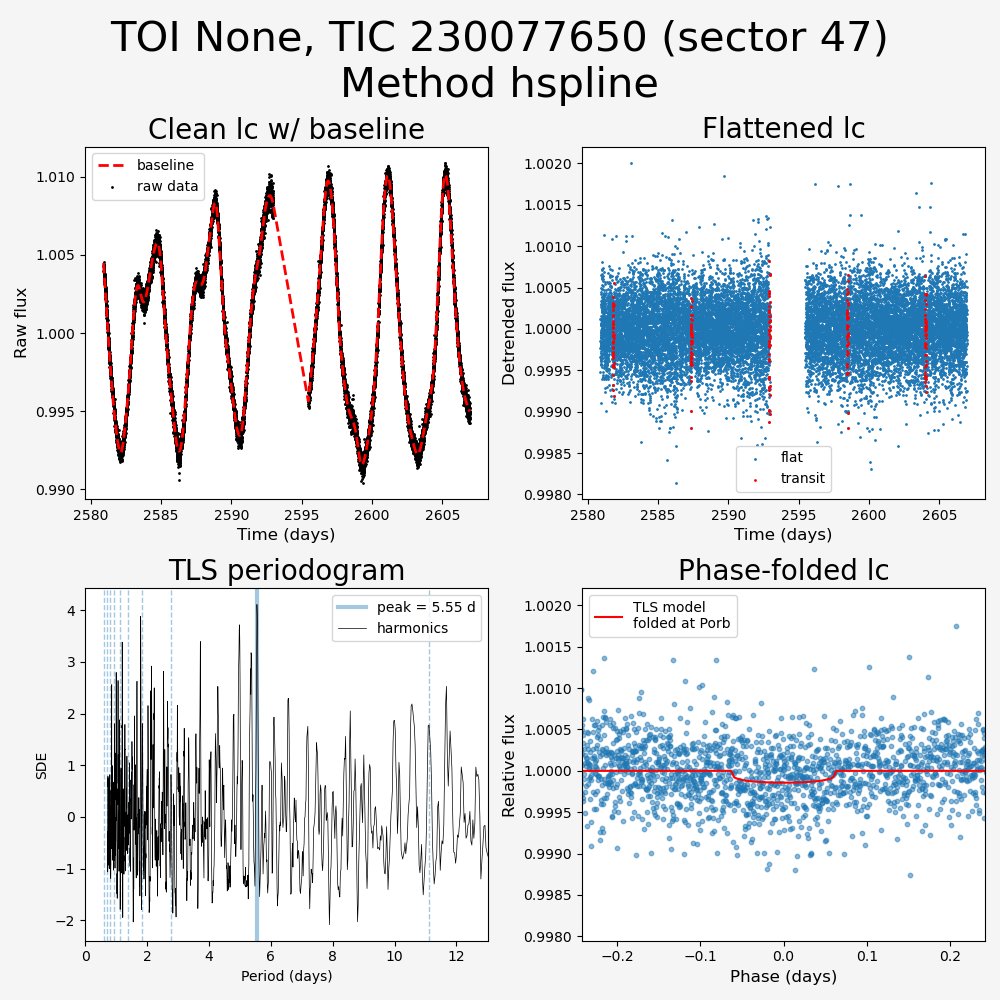 TOI None, TIC 230077650 (sector 47)
Method hspline
Clean lc w/ baseline
baseline
raw data
1.010
1.005
1.000
0.995
0.990
Raw flux
2580
2585
2590
2595
2600
2605
Time (days)
Flattened lc
1.0020
1.0015
1.0010
1.0005
1.0000
0.9995
0.9990
0.9985
0.9980
Detrended flux
flat
transit
2580
2585
2590
2595
2600
2605
Time (days)
TLS periodogram
peak = 5.55 d
harmonics
4
3
2
1
0
−1
−2
SDE
0
2
4
6
8
10
12
Period (days)
Phase-folded lc
TLS model
folded at Porb
1.0020
1.0015
1.0010
1.0005
1.0000
0.9995
0.9990
0.9985
0.9980
Relative flux
−0.2
−0.1
0.0
0.1
0.2
Phase (days)